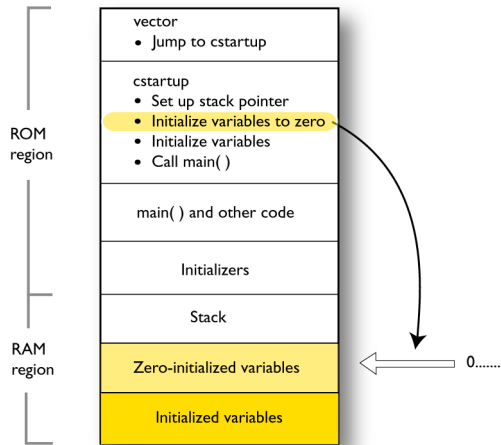 vector
• Jump to cstartup
cstartup
• Set up stack pointer
• Initialize variables to zero
• Initialize variables
• Call main( )
ROM
region
main( ) and other code
Initializers
Stack
RAM
region
Zero-initialized variables
0.......
Initialized variables